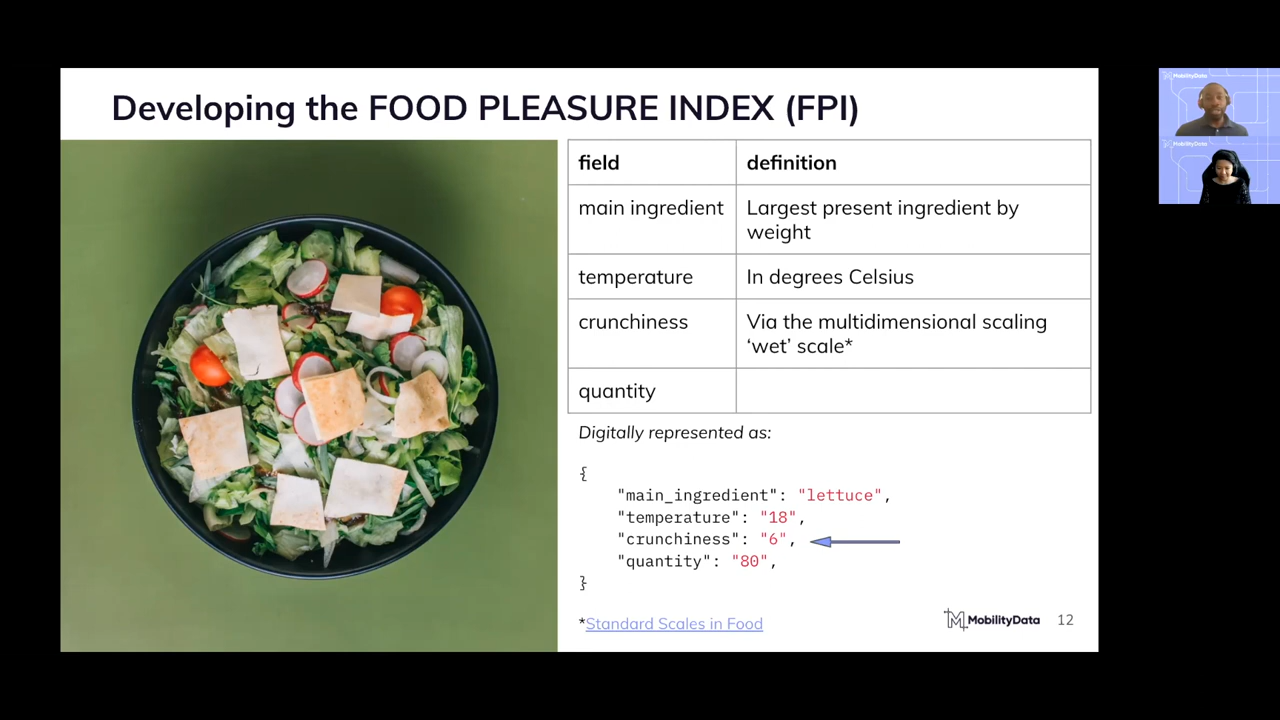 Developing the FOOD PLEASURE INDEX (FPI)
field
definition
main ingredient
Largest present ingredient by
weight
temperature
In degrees Celsius
crunchiness
Via the multidimensional scaling
‘wet’ scale*
quantity
Digitally represented as:
{
"main_ingredient": "lettuce",
"temperature": "18",
"crunchiness": "6",
"quantity": "80",
}
*Standard Scales in Food
MobilityData
12
MobilityData
MobilityData